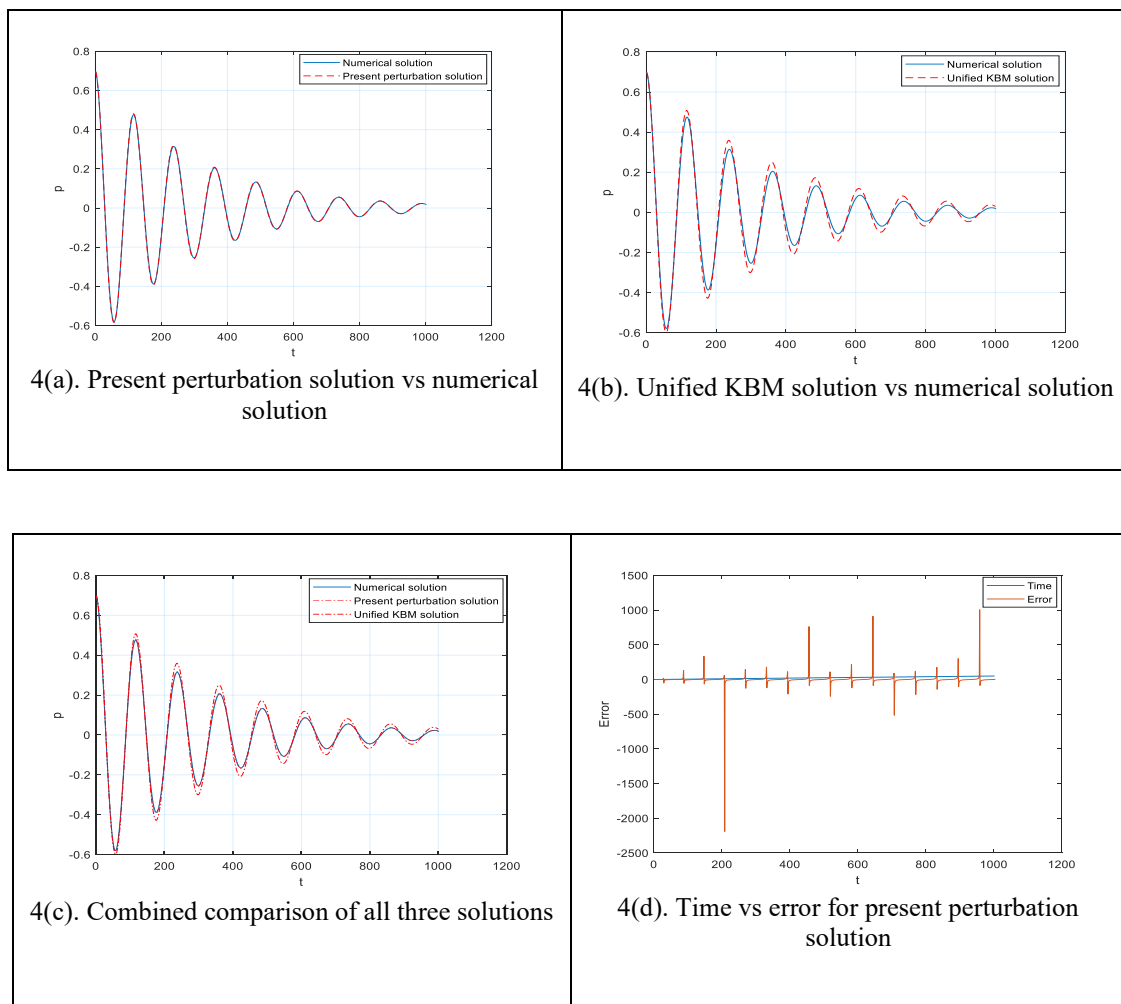 0.8
0.6
0.4
0.2
0
-0.2
-0.4
-0.6
p
0 200 400 600 800 1000 1200
t
Numerical solution
Present perturbation solution
4(a). Present perturbation solution vs numerical
solution
0.8
0.6
0.4
0.2
0
-0.2
-0.4
-0.6
p
0 200 400 600 800 1000 1200
t
Numerical solution
Unified KBM solution
4(b). Unified KBM solution vs numerical solution
0.8
0.6
0.4
0.2
0
-0.2
-0.4
-0.6
p
0 200 400 600 800 1000 1200
t
Numerical solution
Present perturbation solution
Unified KBM solution
4(c). Combined comparison of all three solutions
1500
1000
500
0
-500
-1000
-1500
-2000
-2500
Error
0 200 400 600 800 1000 1200
t
Time
Error
4(d). Time vs error for present perturbation
solution